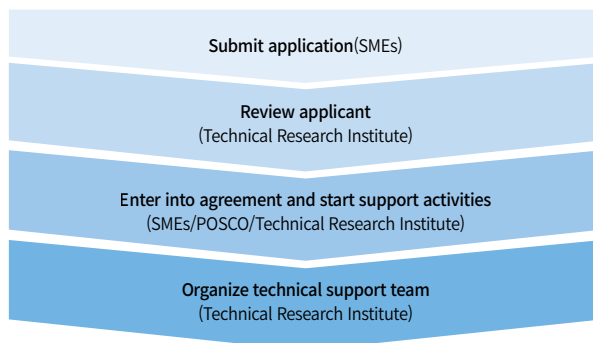 Submit application(SMEs)
Review applicant
(Technical Research Institute)
Enter into agreement and start support activities
(SMEs/POSCO/Technical Research Institute)
Organize technical support team
(Technical Research Institute)